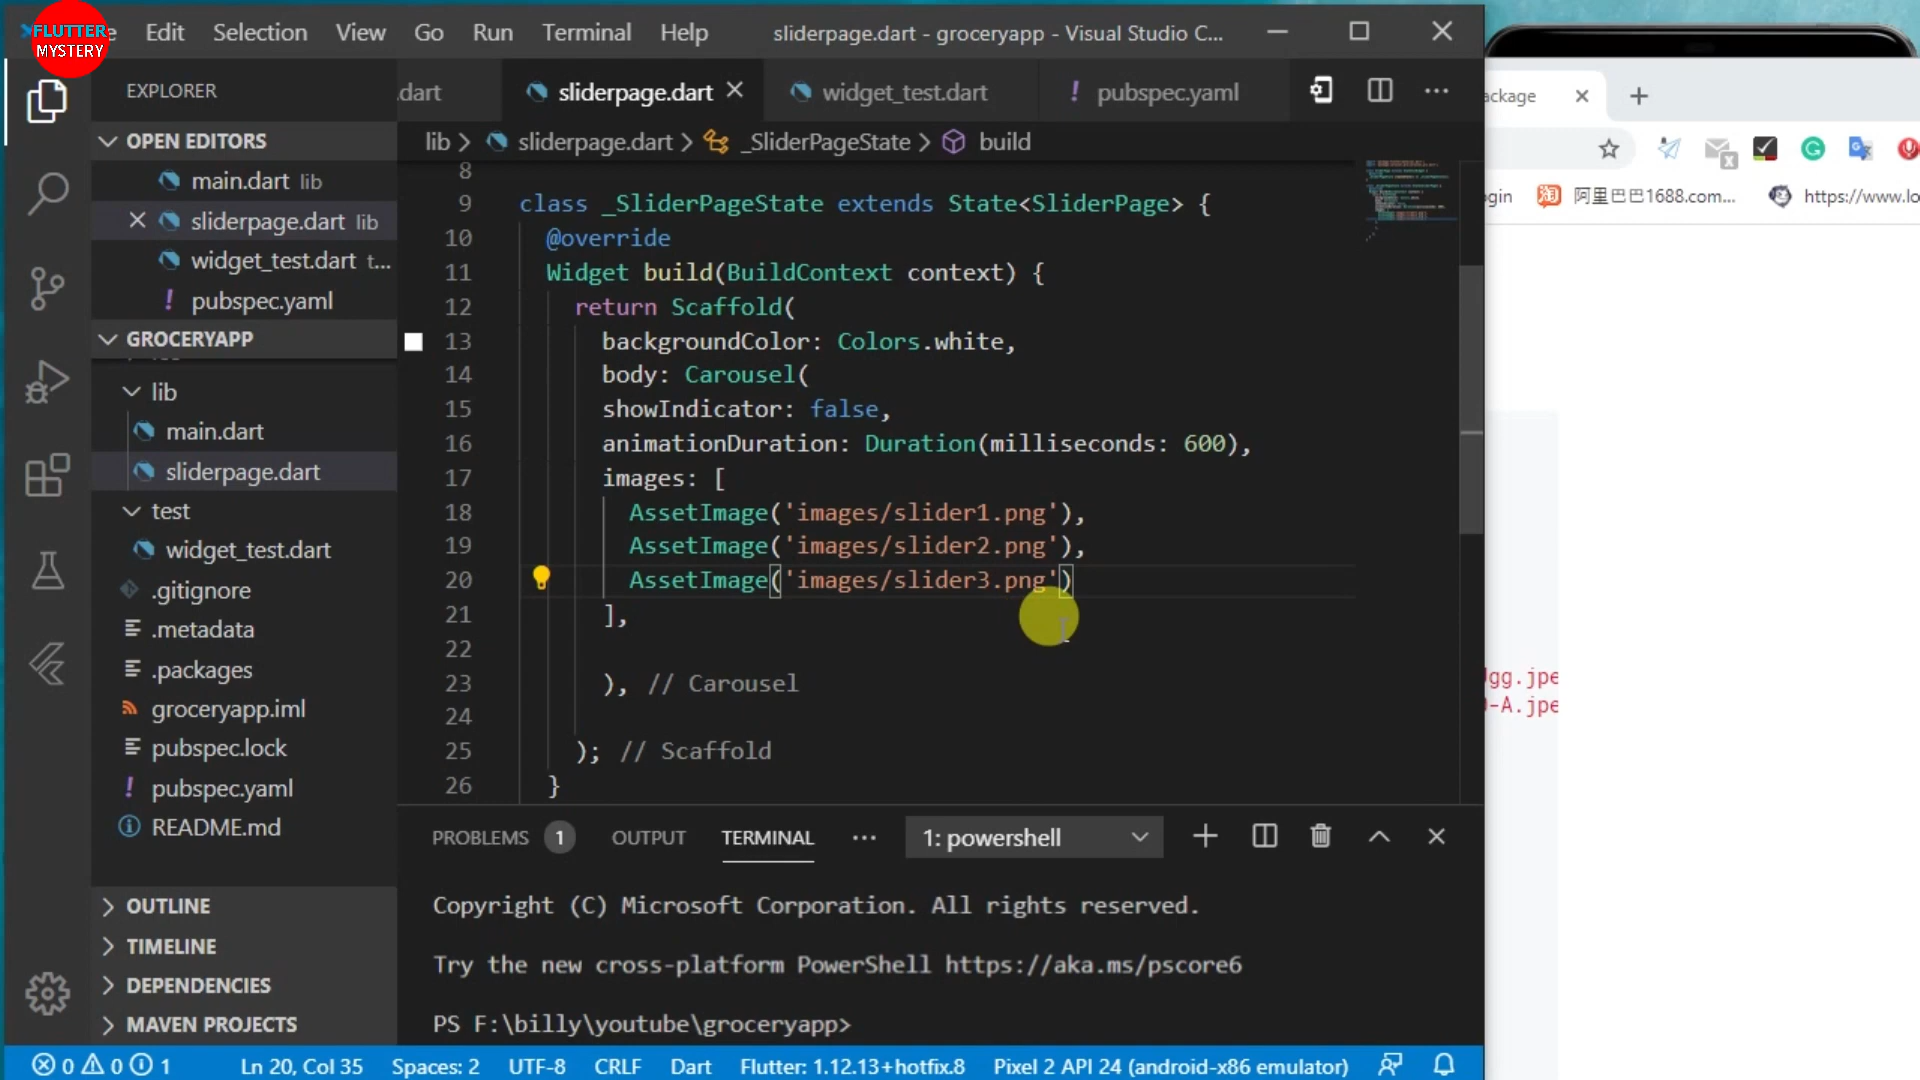 FLUTTER
MYSTERY
Edit Selection View Go Run Terminal Help
sliderpage.dart - groceryapp - Visual Studio C...
EXPLORER
.dart
sliderpage.dart
widget_test.dart
! pubspec.yaml
lib > sliderpage.dart > _SliderPageState > build
OPEN EDITORS
main.dart lib
sliderpage.dart lib
widget_test.dart t...
! pubspec.yaml
GROCERYAPP
lib
main.dart
sliderpage.dart
test
widget_test.dart
.gitignore
.metadata
.packages
groceryapp.iml
pubspec.lock
! pubspec.yaml
README.md
OUTLINE
TIMELINE
DEPENDENCIES
MAVEN PROJECTS
8
9 class _SliderPageState extends State<SliderPage> {
10 @override
11 Widget build(BuildContext context) {
12 return Scaffold(
13 backgroundColor: Colors.white,
14 body: Carousel(
15 showIndicator: false,
16 animationDuration: Duration(milliseconds: 600),
17 images: [
18 AssetImage('images/slider1.png'),
19 AssetImage('images/slider2.png'),
20 AssetImage('images/slider3.png')
21 ],
22
23 ), // Carousel
24
25 ); // Scaffold
26 }
PROBLEMS 1 OUTPUT TERMINAL ... 1: powershell
Copyright (C) Microsoft Corporation. All rights reserved.
Try the new cross-platform PowerShell https://aka.ms/pscore6
PS F:\billy\youtube\groceryapp>
0 0 1 Ln 20, Col 35 Spaces: 2 UTF-8 CRLF Dart Flutter: 1.12.13+hotfix.8 Pixel 2 API 24 (android-x86 emulator)
ackage
gin 阿里巴巴1688.com... https://www.lo
gg.jpe
-A.jpe